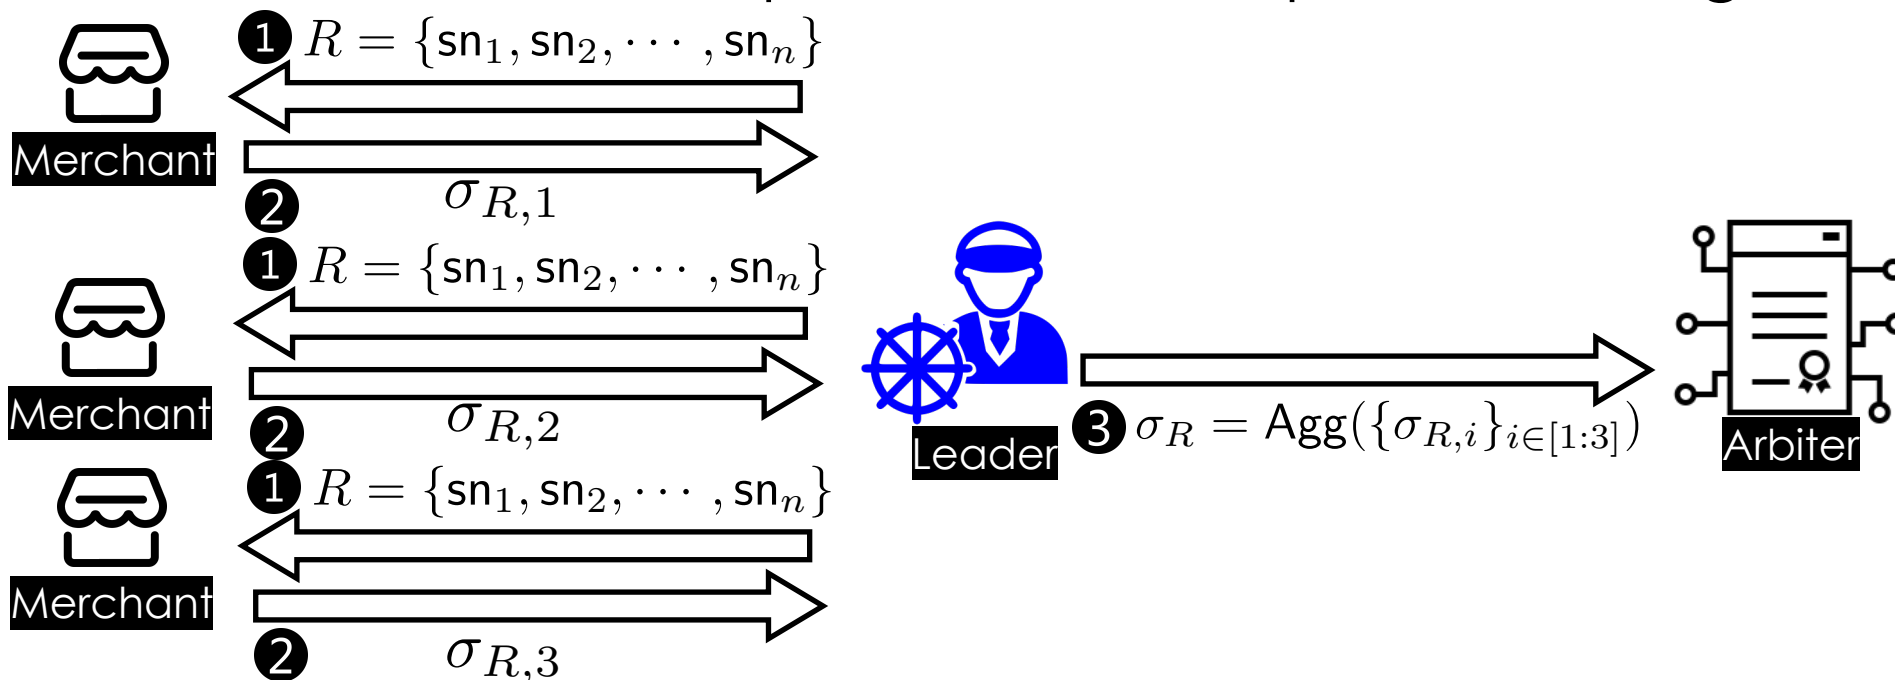 ❶ R = {sn₁, sn₂, ⋯ , snₙ}
Merchant
❷ σ_{R,1}
❶ R = {sn₁, sn₂, ⋯ , snₙ}
Merchant
❷ σ_{R,2}
❶ R = {sn₁, sn₂, ⋯ , snₙ}
Merchant
❷ σ_{R,3}
Leader
❸ σ_R = Agg({σ_{R,i}}_{i∈[1:3]})
Arbiter